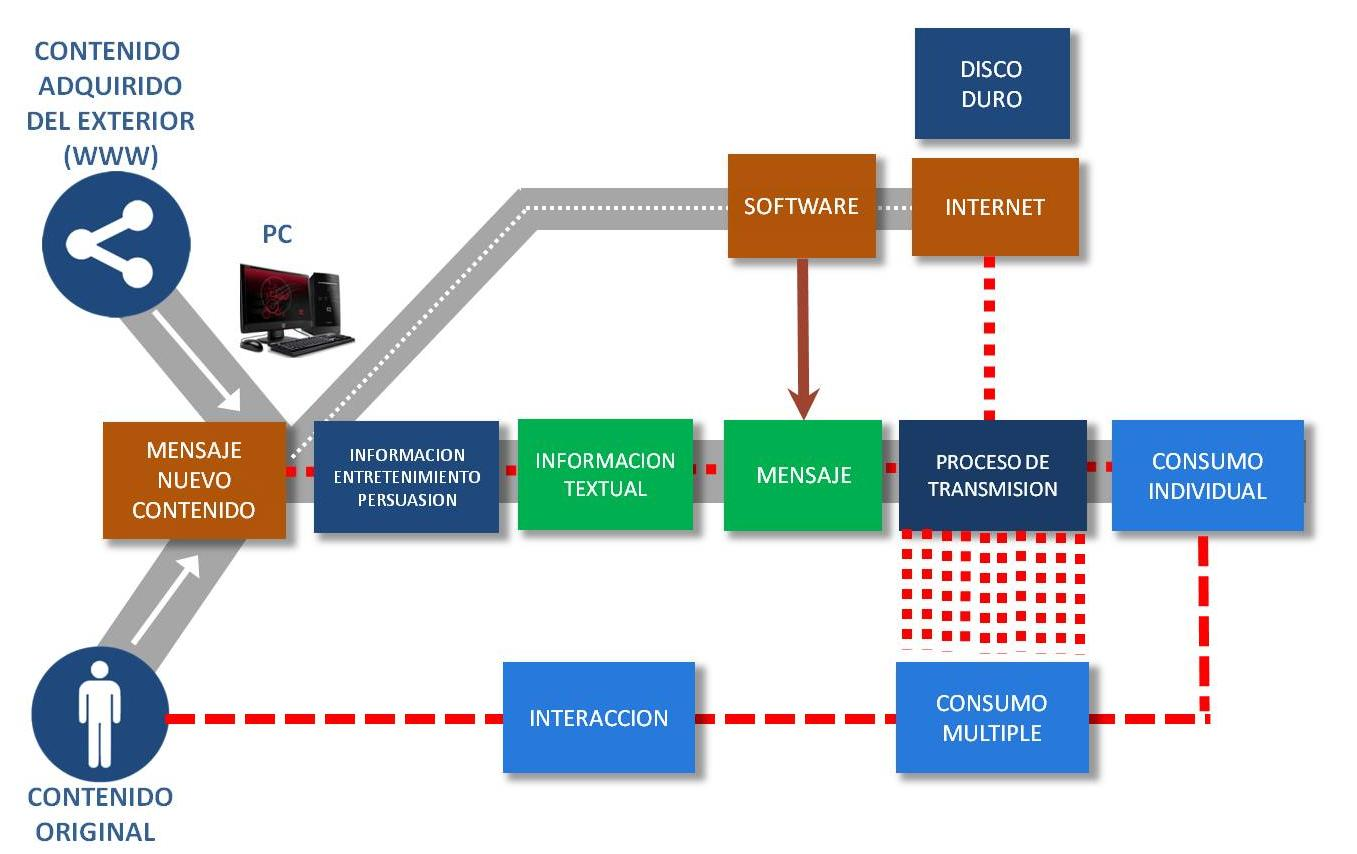 CONTENIDO
ADQUIRIDO
DEL EXTERIOR
(WWW)
PC
DISCO
DURO
SOFTWARE
INTERNET
MENSAJE
NUEVO
CONTENIDO
INFORMACION
ENTRETENIMIENTO
PERSUASION
INFORMACION
TEXTUAL
MENSAJE
PROCESO DE
TRANSMISION
CONSUMO
INDIVIDUAL
INTERACCION
CONSUMO
MULTIPLE
CONTENIDO
ORIGINAL